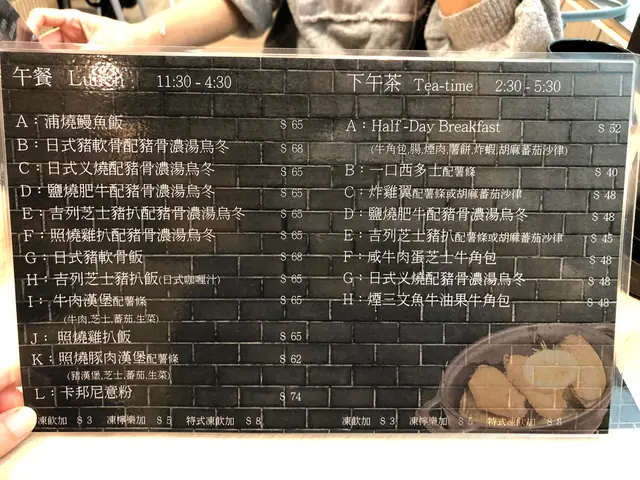 午餐 Lunch 11:30 - 4:30
A：浦燒鰻魚飯 $ 65
B：日式豬軟骨配豬骨濃湯烏冬 $ 68
C：日式乂燒配豬骨濃湯烏冬 $ 65
D：鹽燒肥牛配豬骨濃湯烏冬 $ 65
E：吉列芝士豬扒配豬骨濃湯烏冬 $ 65
F：照燒雞扒配豬骨濃湯烏冬 $ 65
G：日式豬軟骨飯 $ 68
H：吉列芝士豬扒飯(日式咖喱汁) $ 65
I：牛肉漢堡配薯條 $ 65
(牛肉,芝士,蕃茄,生菜)
J：照燒雞扒飯 $ 65
K：照燒豚肉漢堡配薯條 $ 62
(豬漢堡,芝士,蕃茄,生菜)
L：卡邦尼意粉 $ 74
凍飲加 $ 3 凍檸樂加 $ 5 特式凍飲加 $ 8
下午茶 Tea-time 2:30 - 5:30
A：Half -Day Breakfast $ 52
(牛角包,腸,煙肉,薯餅,炸蝦,胡麻蕃茄沙律)
B：一口西多士配薯條 $ 40
C：炸雞翼配薯條或胡麻蕃茄沙律 $ 48
D：鹽燒肥牛配豬骨濃湯烏冬 $ 48
E：吉列芝士豬扒配薯條或胡麻蕃茄沙律 $ 45
F：咸牛肉蛋芝士牛角包 $ 48
G：日式乂燒配豬骨濃湯烏冬 $ 48
H：煙三文魚牛油果牛角包 $ 48
凍飲加 $ 3 凍檸樂加 $ 5 特式凍飲加 $ 8